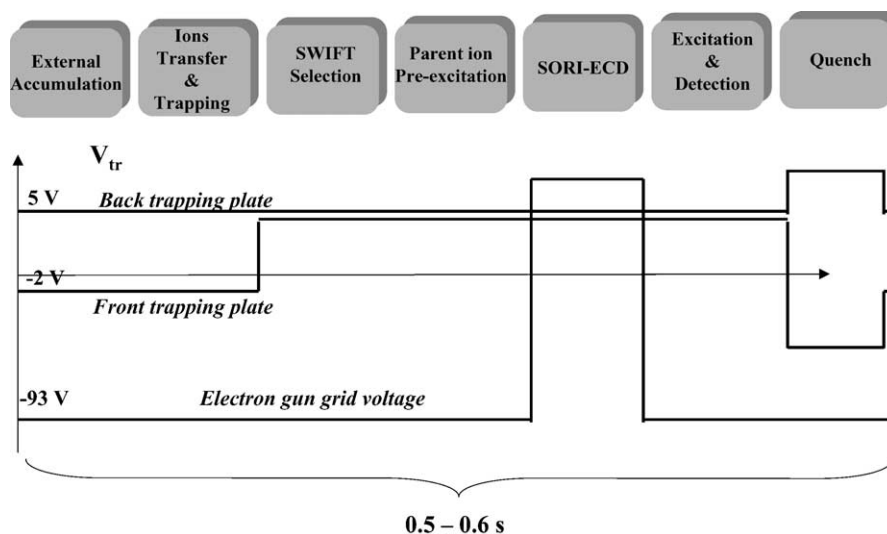 External
Accumulation
Ions
Transfer
&
Trapping
SWIFT
Selection
Parent ion
Pre-excitation
SORI-ECD
Excitation
&
Detection
Quench
Vtr
5 V
Back trapping plate
-2 V
Front trapping plate
-93 V
Electron gun grid voltage
0.5 – 0.6 s